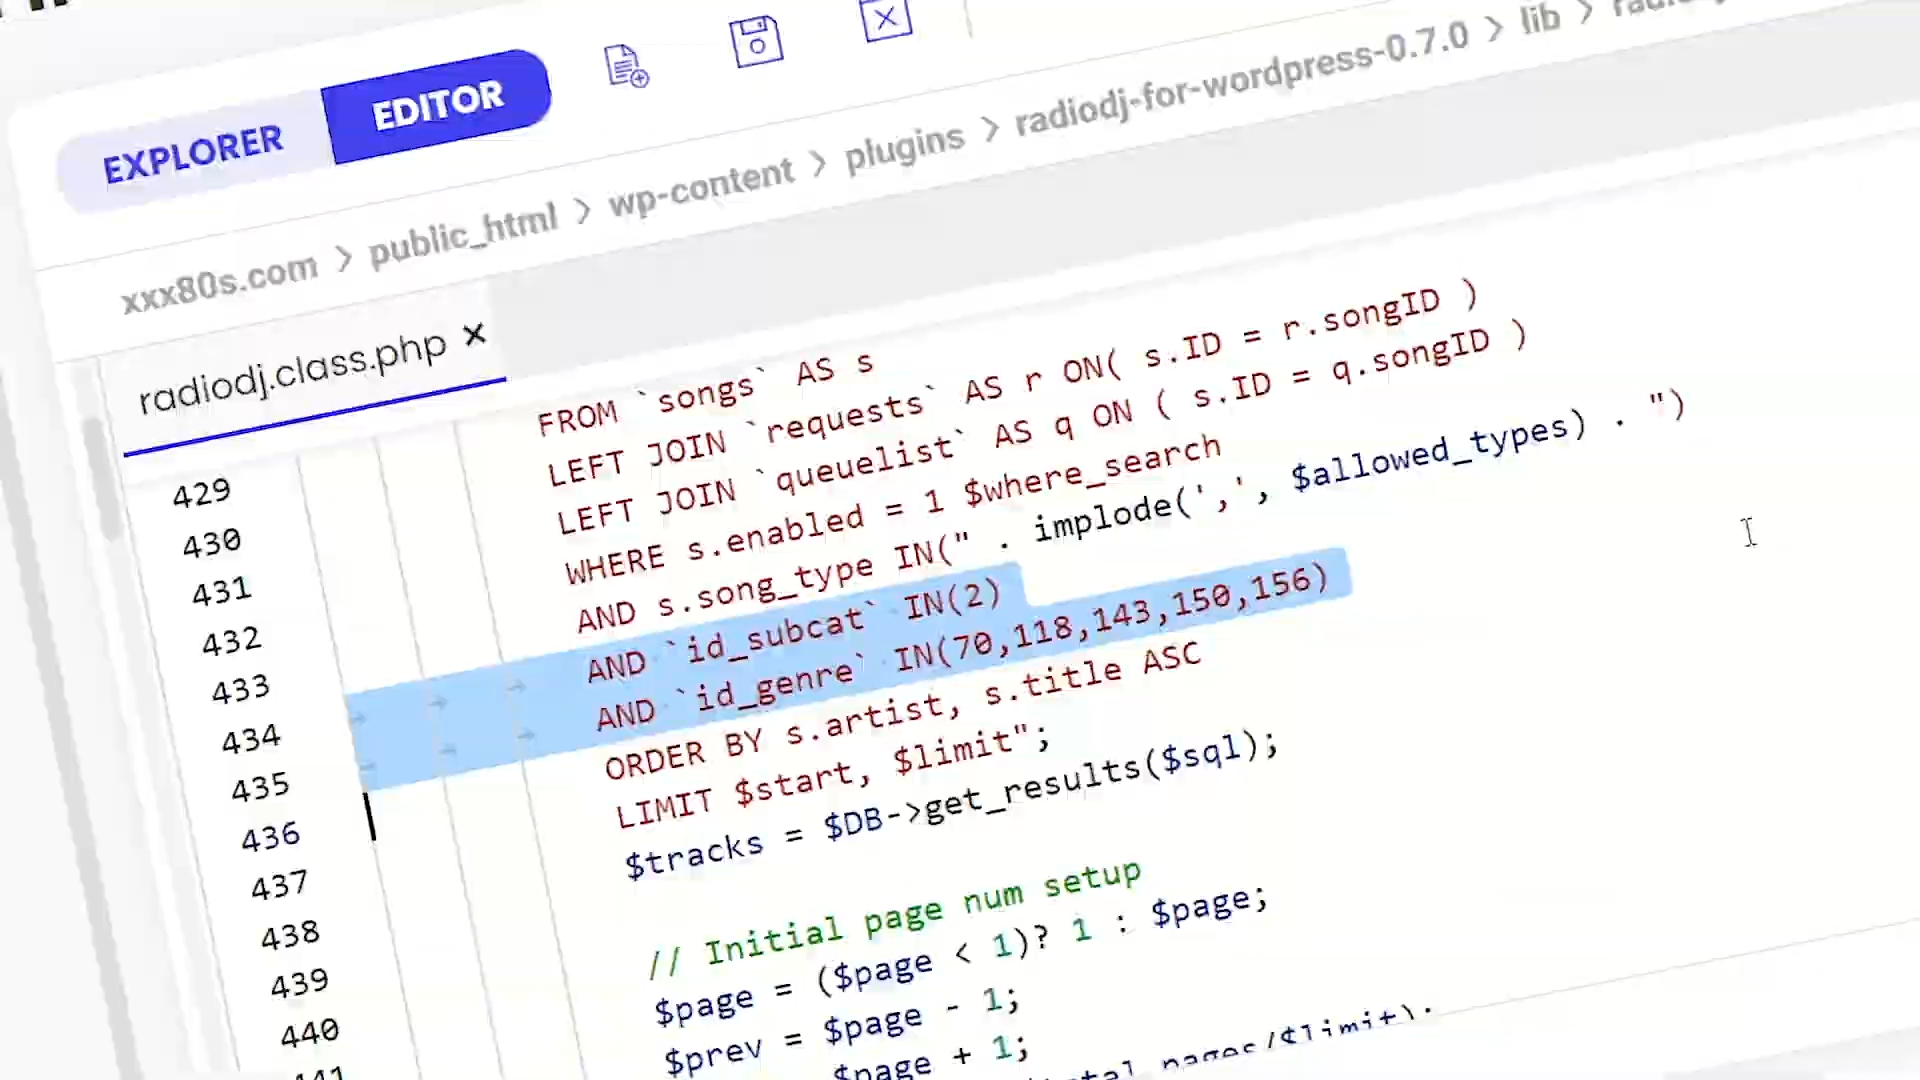 EXPLORER EDITOR
xxx80s.com > public_html > wp-content > plugins > radiodj-for-wordpress-0.7.0 > lib >
radiodj.class.php ×
FROM `songs` AS s
429 LEFT JOIN `requests` AS r ON( s.ID = r.songID )
430 LEFT JOIN `queuelist` AS q ON ( s.ID = q.songID )
431 WHERE s.enabled = 1 $where_search
432 AND s.song_type IN(" . implode(',', $allowed_types) . ")
433 AND `id_subcat` IN(2)
434 AND `id_genre` IN(70,118,143,150,156)
435 ORDER BY s.artist, s.title ASC
436 LIMIT $start, $limit";
437 $tracks = $DB->get_results($sql);
438
439 // Initial page num setup
440 $page = ($page < 1)? 1 : $page;
441 $prev = $page - 1;
$page + 1;